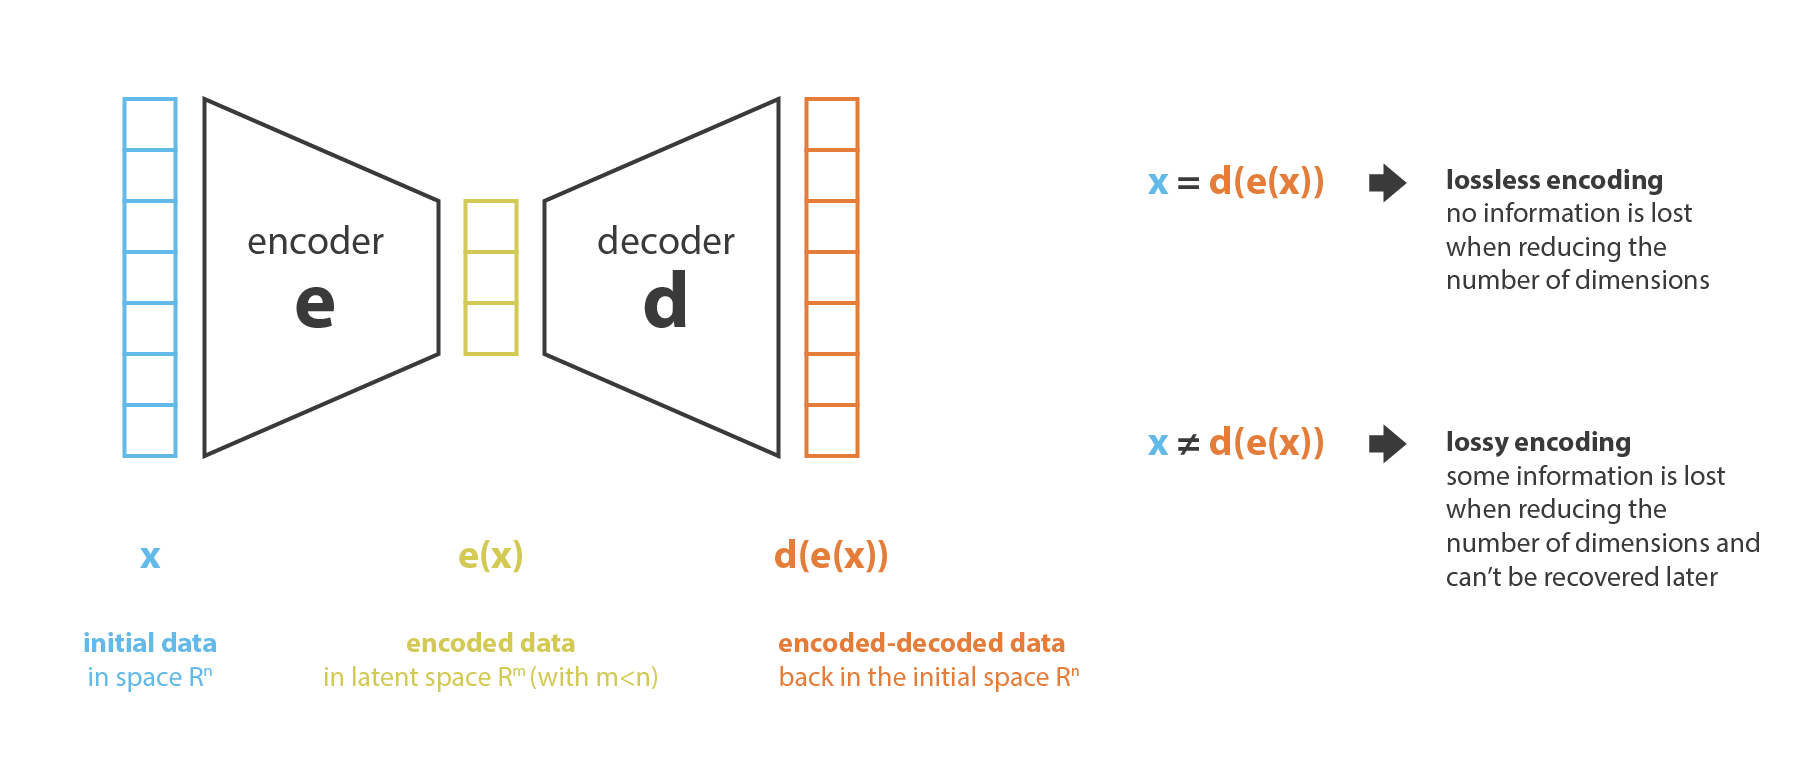 encoder
e
decoder
d
x
e(x)
d(e(x))
initial data
in space Rⁿ
encoded data
in latent space Rᵐ (with m<n)
encoded-decoded data
back in the initial space Rⁿ
x = d(e(x))
lossless encoding
no information is lost
when reducing the
number of dimensions
x ≠ d(e(x))
lossy encoding
some information is lost
when reducing the
number of dimensions and
can’t be recovered later